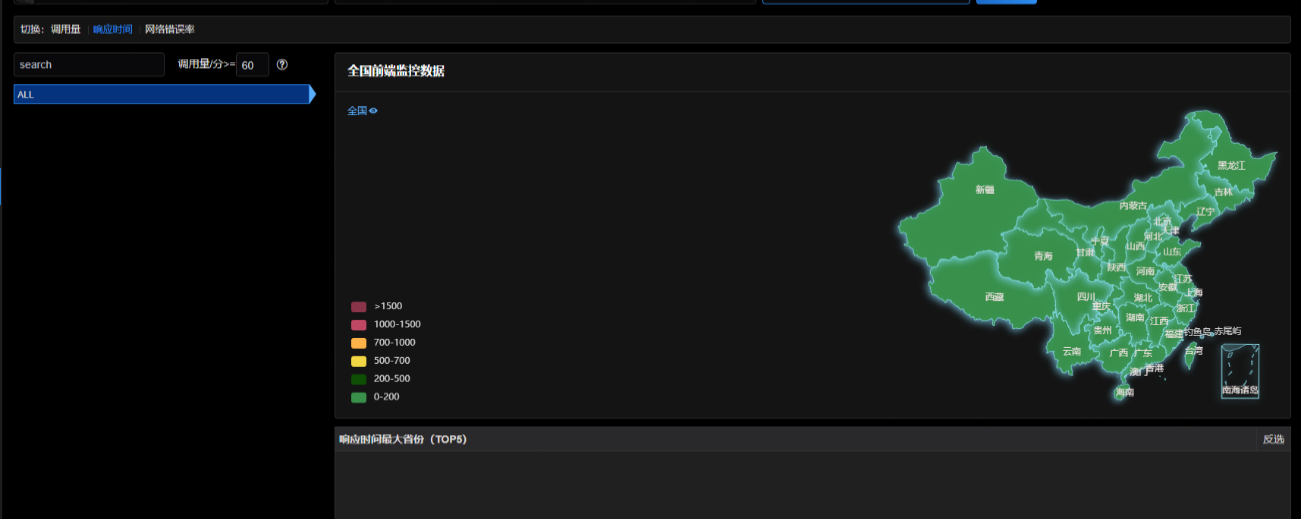 切换: 调用量 | 响应时间 | 网络错误率
search 调用量/分>= 60 ?
ALL
全国前端监控数据
全国
>1500
1000-1500
700-1000
500-700
200-500
0-200
黑龙江
吉林
辽宁
新疆
内蒙古
北京
天津
河北
宁夏
山西
山东
甘肃
青海
陕西
河南
江苏
安徽
上海
西藏
四川
重庆
湖北
浙江
湖南
江西
贵州
福建
钓鱼岛
赤尾屿
云南
广西
广东
台湾
澳门
香港
海南
南海诸岛
响应时间最大省份（TOP5） 反选